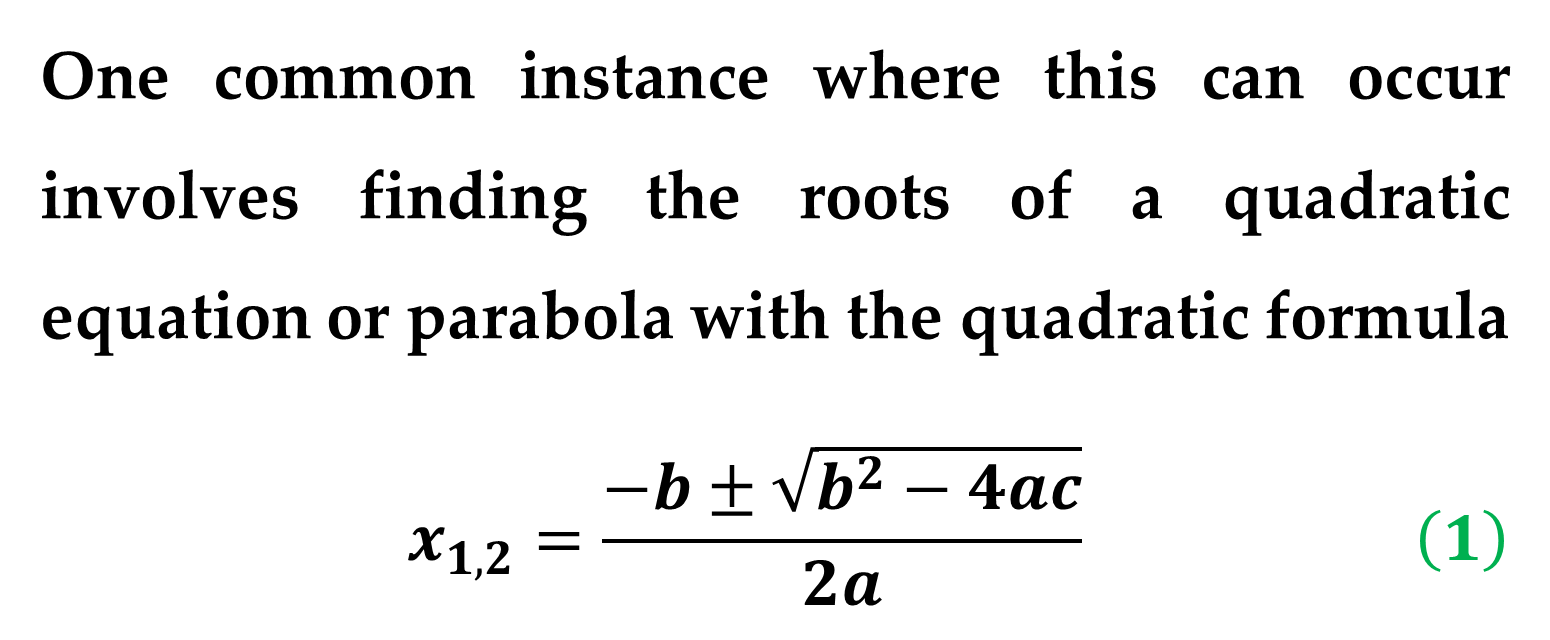 One common instance where this can occur
involves finding the roots of a quadratic
equation or parabola with the quadratic formula
x₁,₂ = (−b ± √(b² − 4ac)) / (2a) (1)